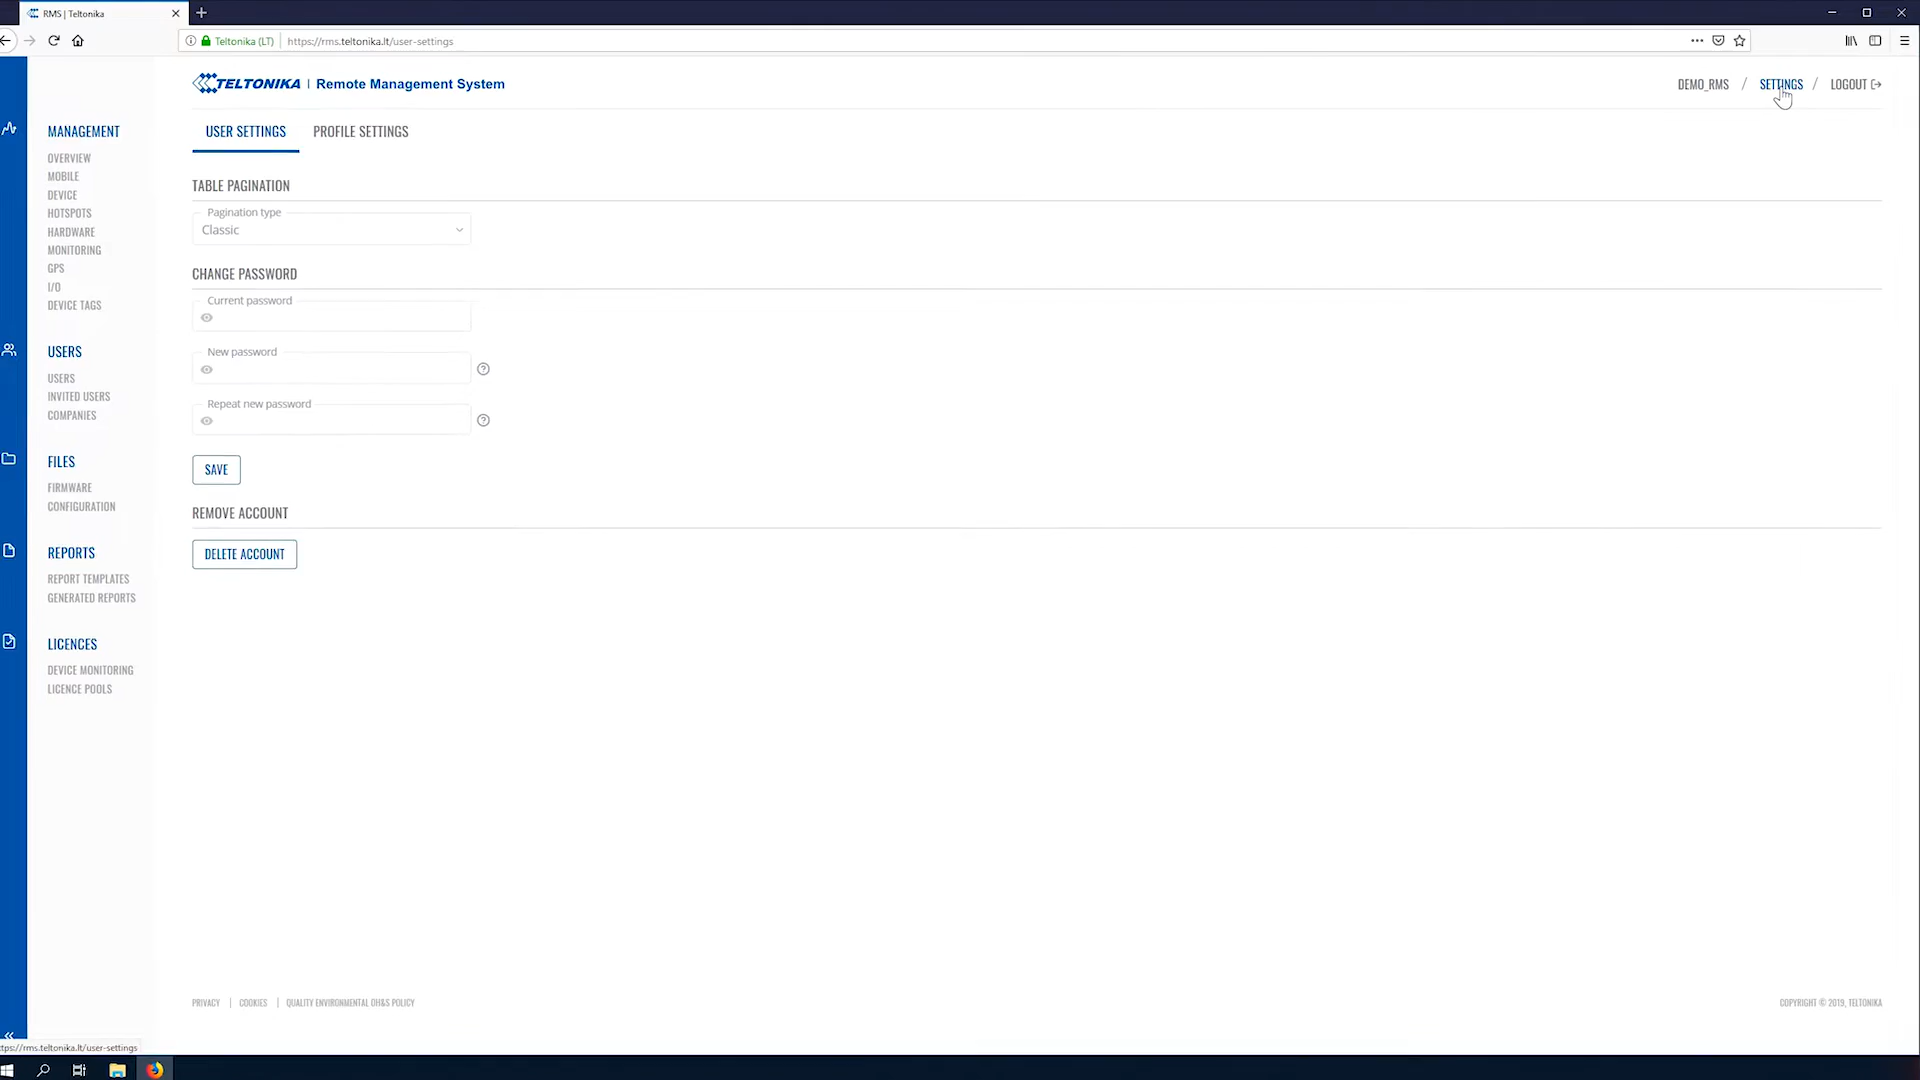 RMS | Teltonika
Teltonika (LT)
https://rms.teltonika.lt/user-settings
TELTONIKA | Remote Management System
DEMO_RMS / SETTINGS / LOGOUT
MANAGEMENT
OVERVIEW
MOBILE
DEVICE
HOTSPOTS
HARDWARE
MONITORING
GPS
I/O
DEVICE TAGS
USERS
USERS
INVITED USERS
COMPANIES
FILES
FIRMWARE
CONFIGURATION
REPORTS
REPORT TEMPLATES
GENERATED REPORTS
LICENCES
DEVICE MONITORING
LICENCE POOLS
USER SETTINGS
PROFILE SETTINGS
TABLE PAGINATION
Pagination type
Classic
CHANGE PASSWORD
Current password
New password
Repeat new password
SAVE
REMOVE ACCOUNT
DELETE ACCOUNT
PRIVACY | COOKIES | QUALITY ENVIRONMENTAL OH&S POLICY
COPYRIGHT © 2019, TELTONIKA
tps://rms.teltonika.lt/user-settings